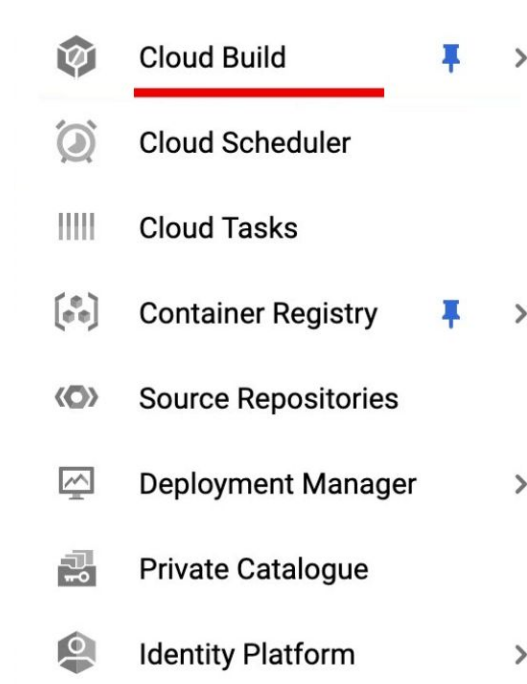 Cloud Build
Cloud Scheduler
Cloud Tasks
Container Registry
Source Repositories
Deployment Manager
Private Catalogue
Identity Platform